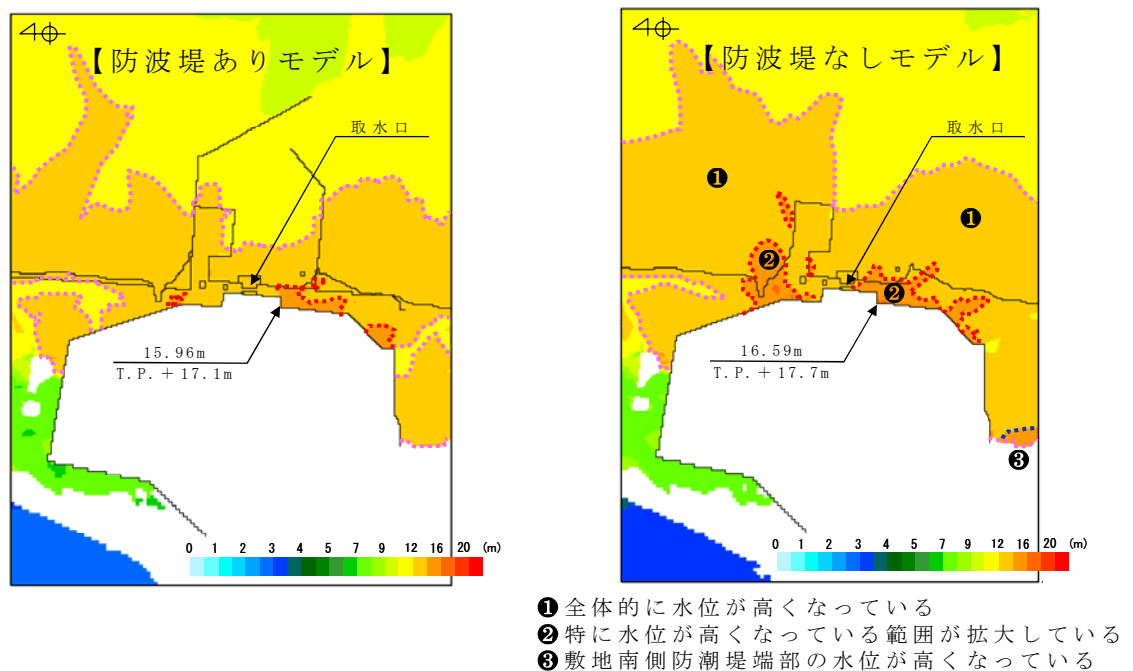 【防波堤ありモデル】
取水口
15.96m
T.P.＋17.1m
0 1 2 3 4 5 7 9 12 16 20 (m)
【防波堤なしモデル】
取水口
❶
❶
❷
❷
16.59m
T.P.＋17.7m
❸
0 1 2 3 4 5 7 9 12 16 20 (m)
❶全体的に水位が高くなっている
❷特に水位が高くなっている範囲が拡大している
❸敷地南側防潮堤端部の水位が高くなっている